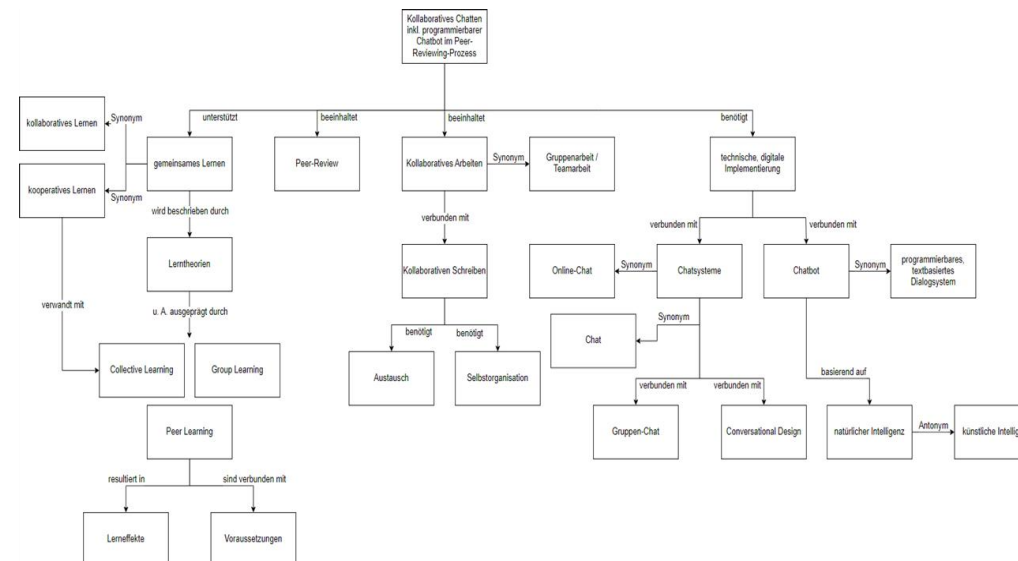 Kollaboratives Chatten
inkl. programmierbarer
Chatbot im Peer-
Reviewing-Prozess
unterstützt
beeinhaltet
beeinhaltet
benötigt
kollaboratives Lernen
Synonym
gemeinsames Lernen
Peer-Review
Kollaboratives Arbeiten
Synonym
Gruppenarbeit /
Teamarbeit
technische, digitale
Implementierung
kooperatives Lernen
Synonym
wird beschrieben durch
verbunden mit
verbunden mit
verbunden mit
Lerntheorien
Kollaborativen Schreiben
Online-Chat
Synonym
Chatsysteme
Chatbot
Synonym
programmierbares,
textbasiertes
Dialogsystem
verwandt mit
u. A. ausgeprägt durch
benötigt
benötigt
Synonym
Chat
Collective Learning
Group Learning
Austausch
Selbstorganisation
verbunden mit
verbunden mit
basierend auf
Peer Learning
Gruppen-Chat
Conversational Design
natürlicher Intelligenz
Antonym
künstliche Intellig
resultiert in
sind verbunden mit
Lerneffekte
Voraussetzungen